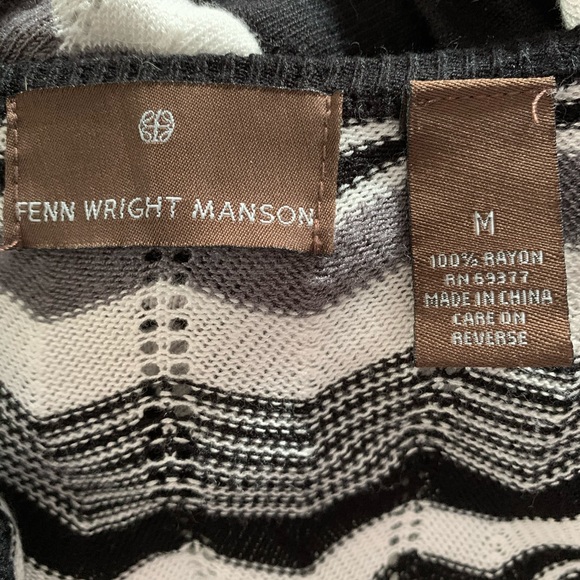 FENN WRIGHT MANSON
M
100% RAYON
RN 69377
MADE IN CHINA
CARE ON
REVERSE